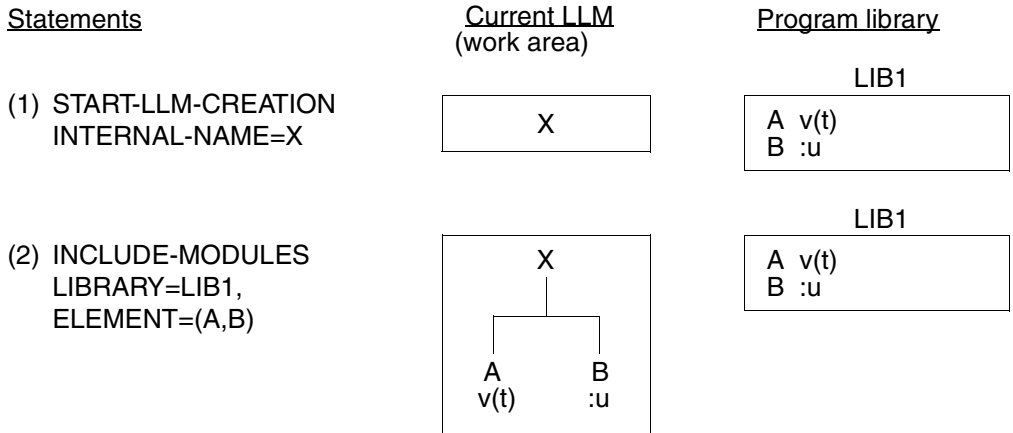 Statements
Current LLM
(work area)
Program library
(1) START-LLM-CREATION
INTERNAL-NAME=X
X
LIB1
A v(t)
B :u
(2) INCLUDE-MODULES
LIBRARY=LIB1,
ELEMENT=(A,B)
X
A B
v(t) :u
LIB1
A v(t)
B :u